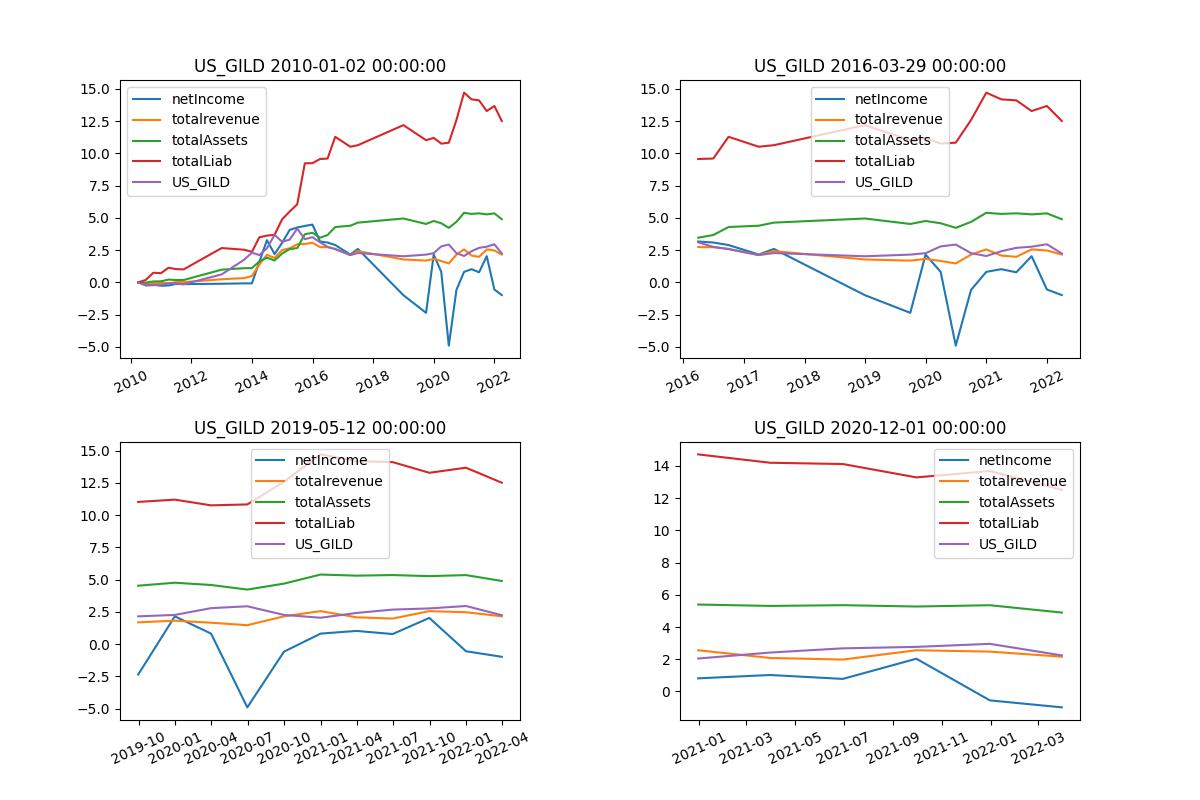 US_GILD 2010-01-02 00:00:00
15.0
12.5
10.0
7.5
5.0
2.5
0.0
−2.5
−5.0
netIncome
totalrevenue
totalAssets
totalLiab
US_GILD
2010 2012 2014 2016 2018 2020 2022
US_GILD 2016-03-29 00:00:00
15.0
12.5
10.0
7.5
5.0
2.5
0.0
−2.5
−5.0
netIncome
totalrevenue
totalAssets
totalLiab
US_GILD
2016 2017 2018 2019 2020 2021 2022
US_GILD 2019-05-12 00:00:00
15.0
12.5
10.0
7.5
5.0
2.5
0.0
−2.5
−5.0
netIncome
totalrevenue
totalAssets
totalLiab
US_GILD
2019-10 2020-01 2020-04 2020-07 2020-10 2021-01 2021-04 2021-07 2021-10 2022-01 2022-04
US_GILD 2020-12-01 00:00:00
14
12
10
8
6
4
2
0
netIncome
totalrevenue
totalAssets
totalLiab
US_GILD
2021-01 2021-03 2021-05 2021-07 2021-09 2021-11 2022-01 2022-03